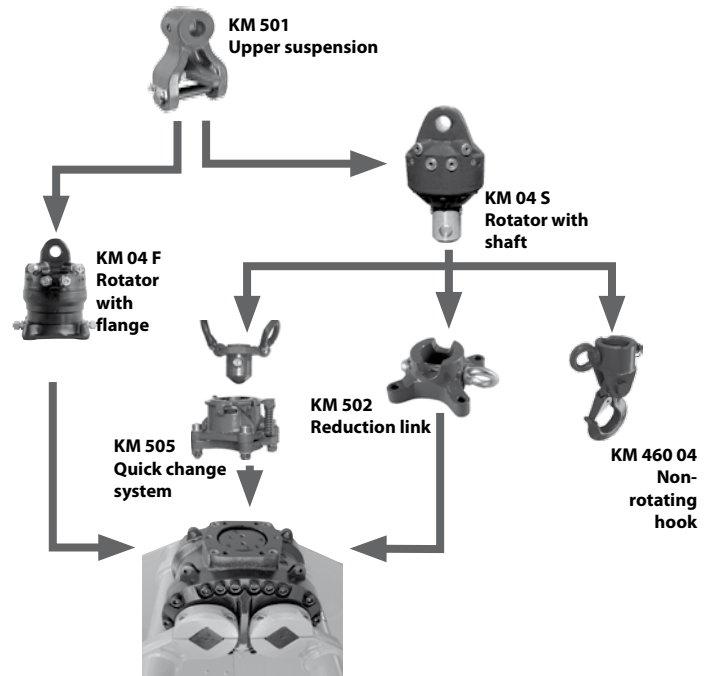 KM 501
Upper suspension
KM 04 S
Rotator with
shaft
KM 04 F
Rotator
with
flange
KM 502
Reduction link
KM 505
Quick change
system
KM 460 04
Non-
rotating
hook